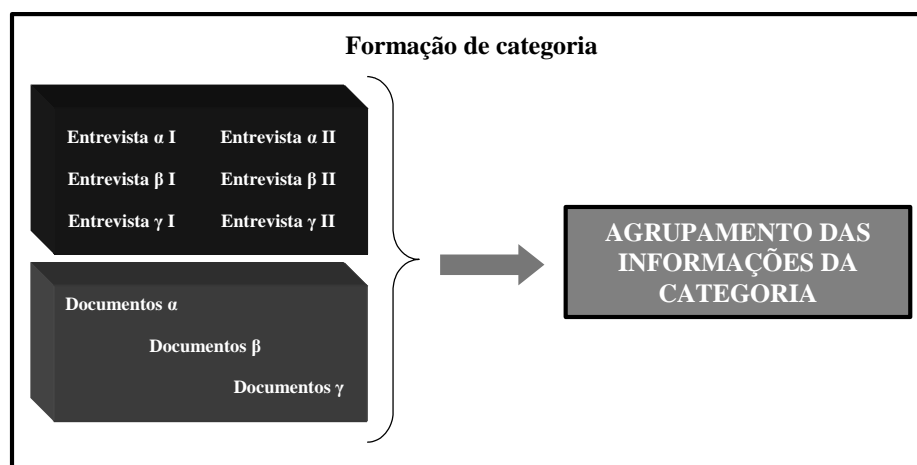 Formação de categoria
Entrevista α I
Entrevista α II
Entrevista β I
Entrevista β II
Entrevista γ I
Entrevista γ II
Documentos α
Documentos β
Documentos γ
AGRUPAMENTO DAS
INFORMAÇÕES DA
CATEGORIA